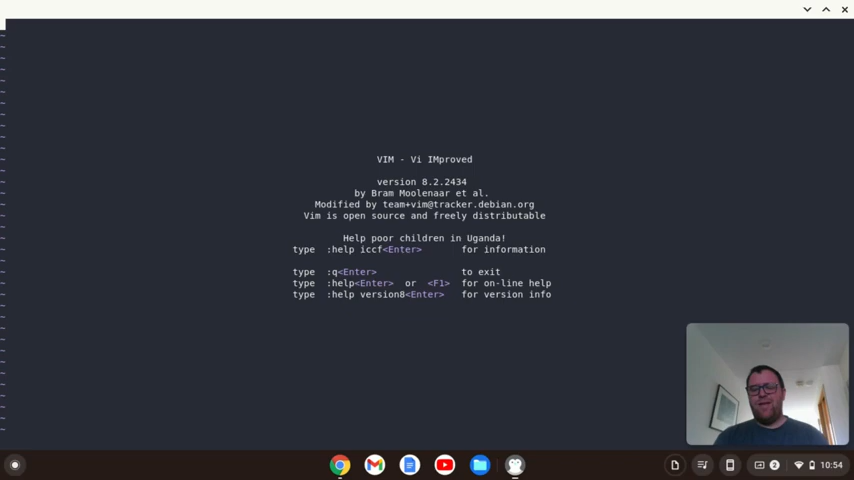 VIM - Vi IMproved
version 8.2.2434
by Bram Moolenaar et al.
Modified by team+vim@tracker.debian.org
Vim is open source and freely distributable
Help poor children in Uganda!
type :help iccf<Enter> for information
type :q<Enter> to exit
type :help<Enter> or <F1> for on-line help
type :help version8<Enter> for version info
2 10:54